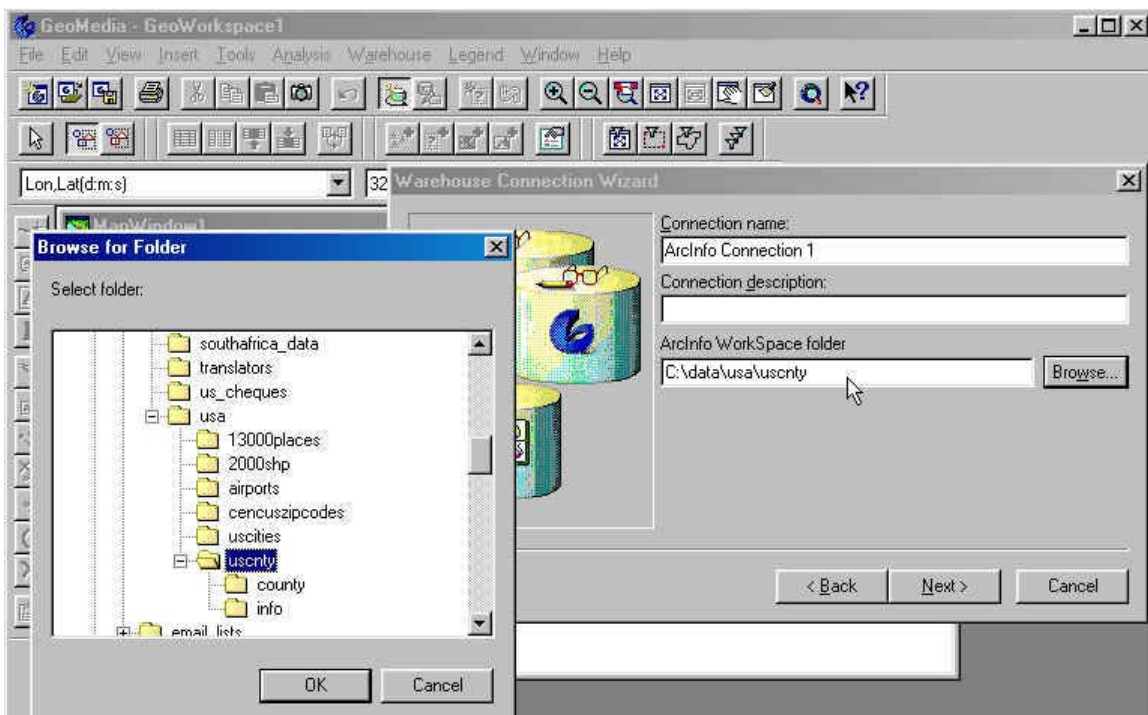 GeoMedia - GeoWorkspace1
File Edit View Insert Tools Analysis Warehouse Legend Window Help
Lon,Lat(d:m:s)
32
Warehouse Connection Wizard
MapWindow1
Connection name:
ArcInfo Connection 1
Connection description:
ArcInfo WorkSpace folder
C:\data\usa\uscnty
Browse...
< Back
Next >
Cancel
Browse for Folder
Select folder:
southafrica_data
translators
us_cheques
usa
13000places
2000shp
airports
cencuszipcodes
uscities
uscnty
county
info
email_lists
OK
Cancel